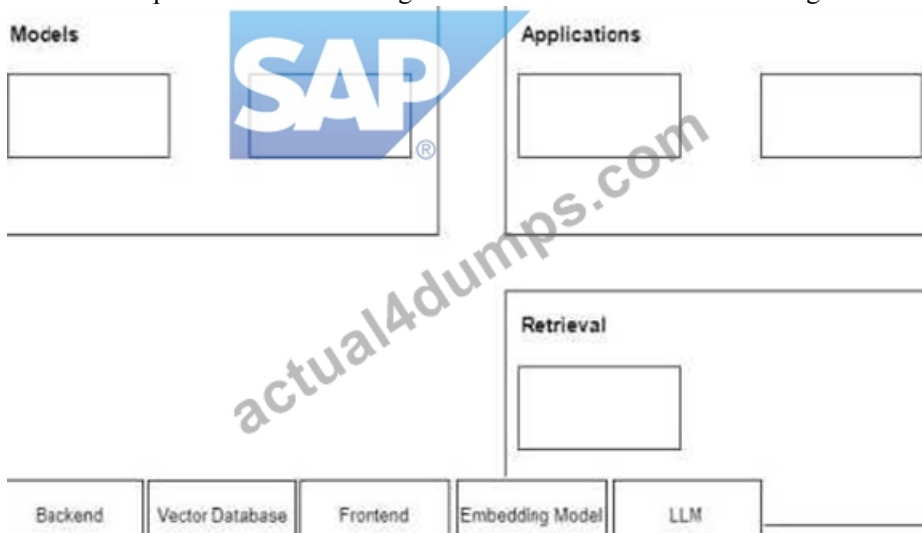 Models
Applications
SAP
®
actual4dumps.com
Retrieval
Backend
Vector Database
Frontend
Embedding Model
LLM